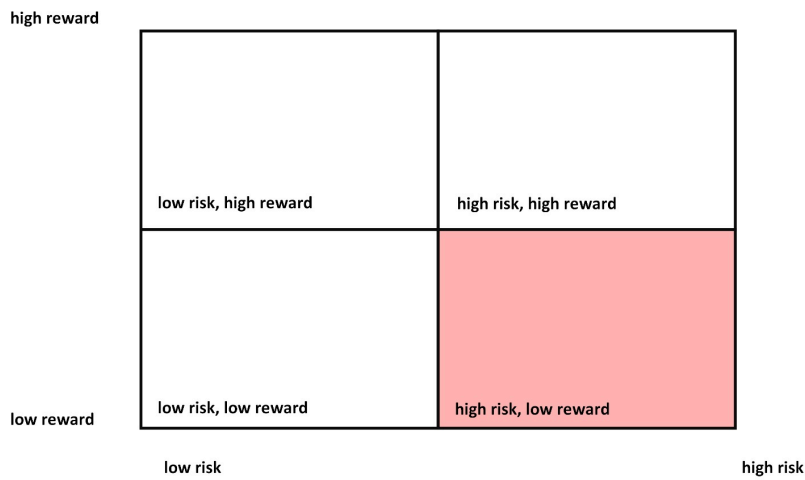 high reward
low risk, high reward
high risk, high reward
low risk, low reward
high risk, low reward
low reward
low risk
high risk